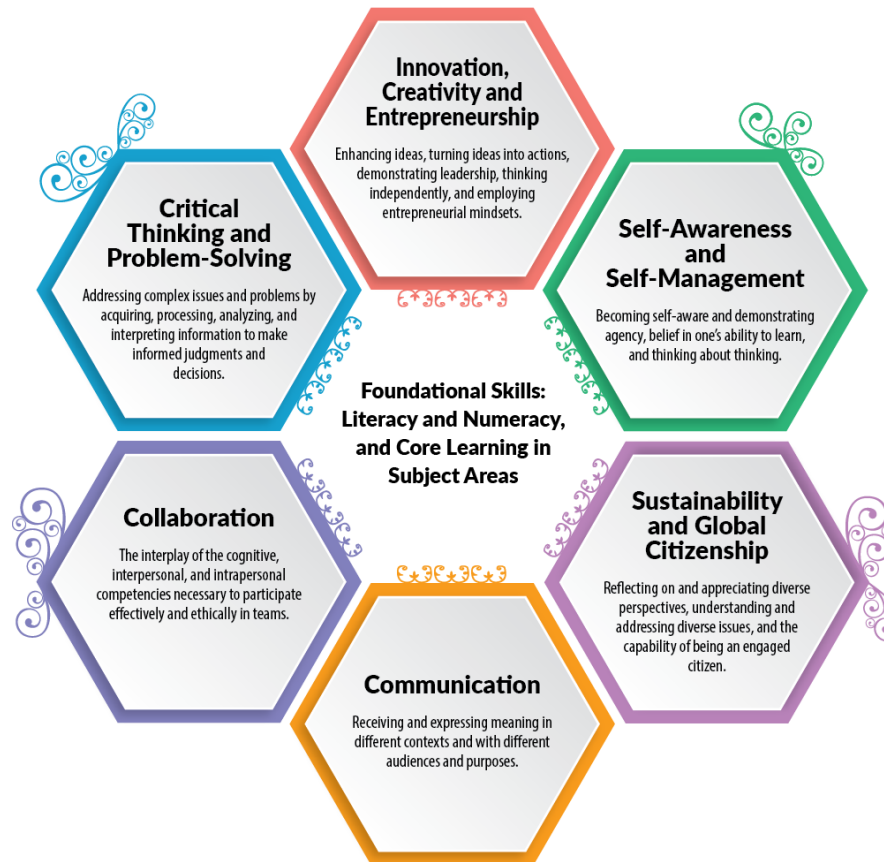 Innovation,
Creativity and
Entrepreneurship
Enhancing ideas, turning ideas into actions,
demonstrating leadership, thinking
independently, and employing
entrepreneurial mindsets.
Critical
Thinking and
Problem-Solving
Addressing complex issues and problems by
acquiring, processing, analyzing, and
interpreting information to make
informed judgments and
decisions.
Self-Awareness
and
Self-Management
Becoming self-aware and demonstrating
agency, belief in one's ability to learn,
and thinking about thinking.
Foundational Skills:
Literacy and Numeracy,
and Core Learning in
Subject Areas
Collaboration
The interplay of the cognitive,
interpersonal, and intrapersonal
competencies necessary to participate
effectively and ethically in teams.
Sustainability
and Global
Citizenship
Reflecting on and appreciating diverse
perspectives, understanding and
addressing diverse issues, and the
capability of being an engaged
citizen.
Communication
Receiving and expressing meaning in
different contexts and with different
audiences and purposes.